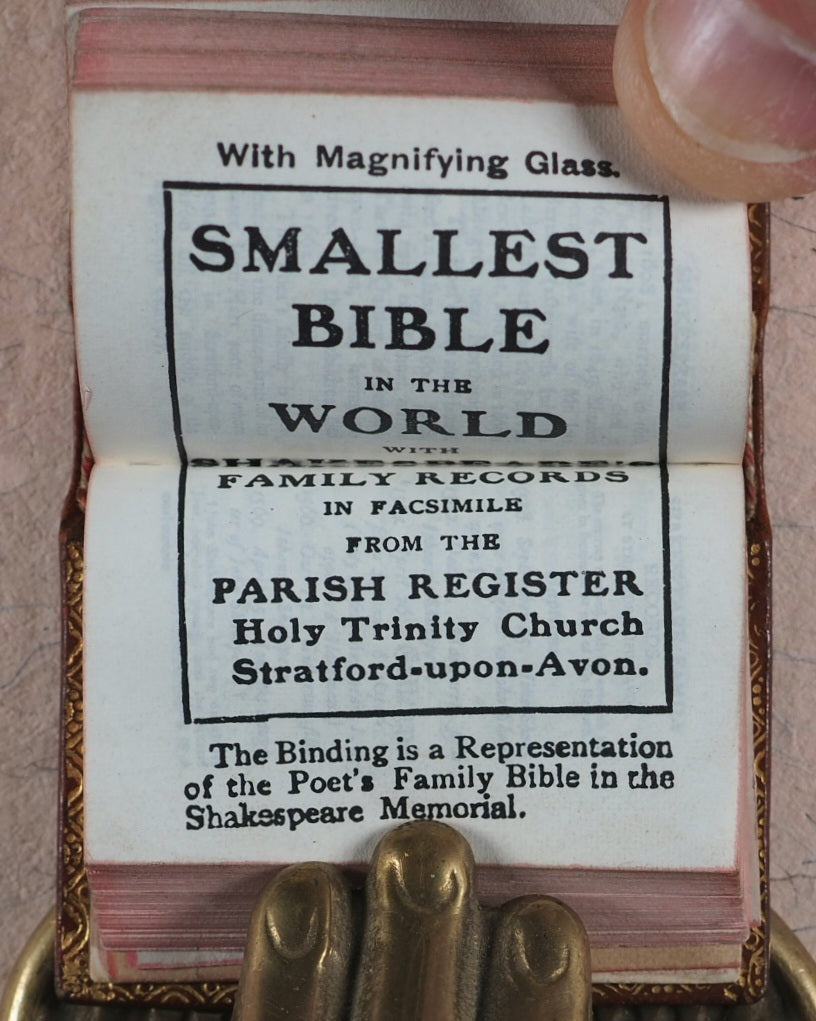 With Magnifying Glass.
SMALLEST
BIBLE
IN THE
WORLD
WITH
SHAKESPEARE'S
FAMILY RECORDS
IN FACSIMILE
FROM THE
PARISH REGISTER
Holy Trinity Church
Stratford-upon-Avon.
The Binding is a Representation
of the Poet's Family Bible in the
Shakespeare Memorial.